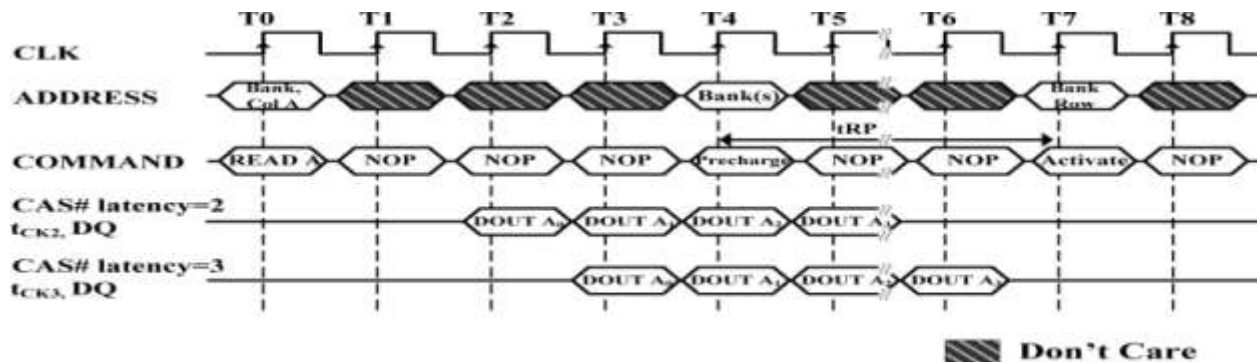 T0 T1 T2 T3 T4 T5 T6 T7 T8
CLK
ADDRESS Bank, Col A Bank(s) Bank Row
tRP
COMMAND READ A NOP NOP NOP Precharge NOP NOP Activate NOP
CAS# latency=2
tCK2, DQ DOUT A0 DOUT A1 DOUT A2 DOUT A3
CAS# latency=3
tCK3, DQ DOUT A0 DOUT A1 DOUT A2 DOUT A3
Don't Care